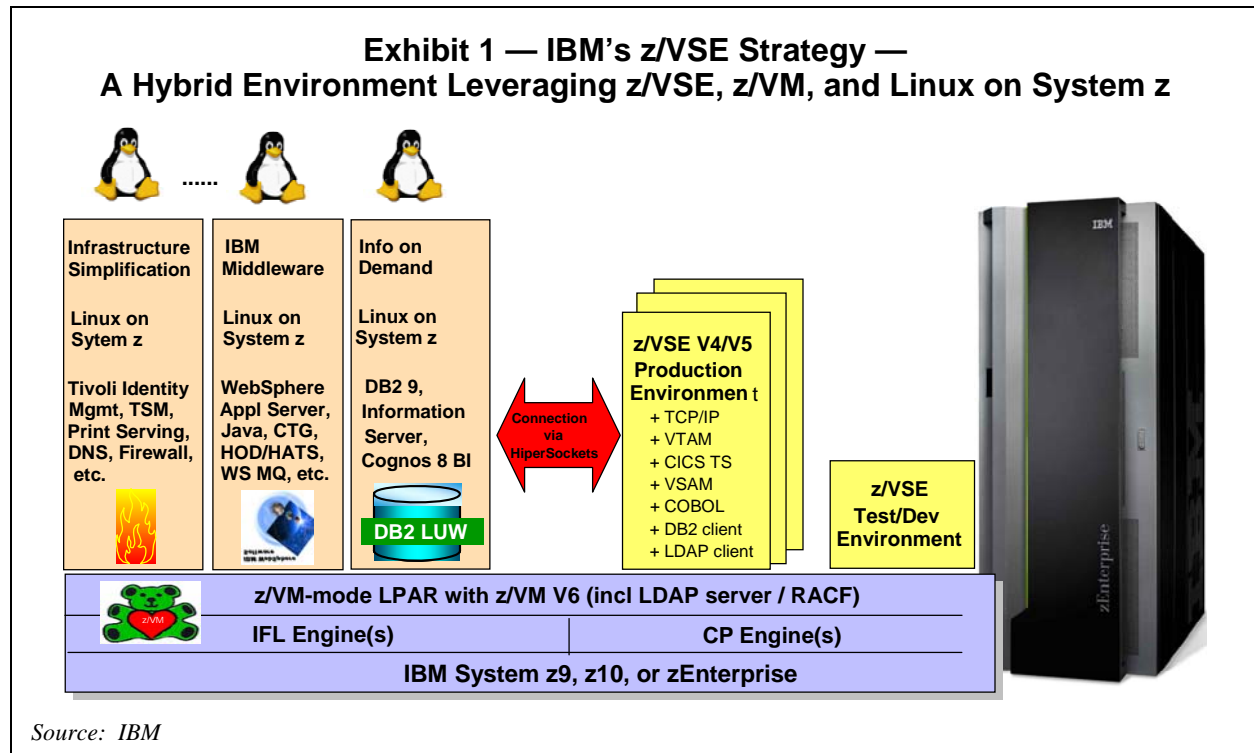 Exhibit 1 — IBM's z/VSE Strategy —
A Hybrid Environment Leveraging z/VSE, z/VM, and Linux on System z
......
Infrastructure
Simplification
Linux on
Sytem z
Tivoli Identity
Mgmt, TSM,
Print Serving,
DNS, Firewall,
etc.
IBM
Middleware
Linux on
System z
WebSphere
Appl Server,
Java, CTG,
HOD/HATS,
WS MQ, etc.
Info on
Demand
Linux on
System z
DB2 9,
Information
Server,
Cognos 8 BI
DB2 LUW
Connection
via
HiperSockets
z/VSE V4/V5
Production
Environmen t
+ TCP/IP
+ VTAM
+ CICS TS
+ VSAM
+ COBOL
+ DB2 client
+ LDAP client
z/VSE
Test/Dev
Environment
IBM
zEnterprise
z/VM
z/VM-mode LPAR with z/VM V6 (incl LDAP server / RACF)
IFL Engine(s)
CP Engine(s)
IBM System z9, z10, or zEnterprise
Source: IBM